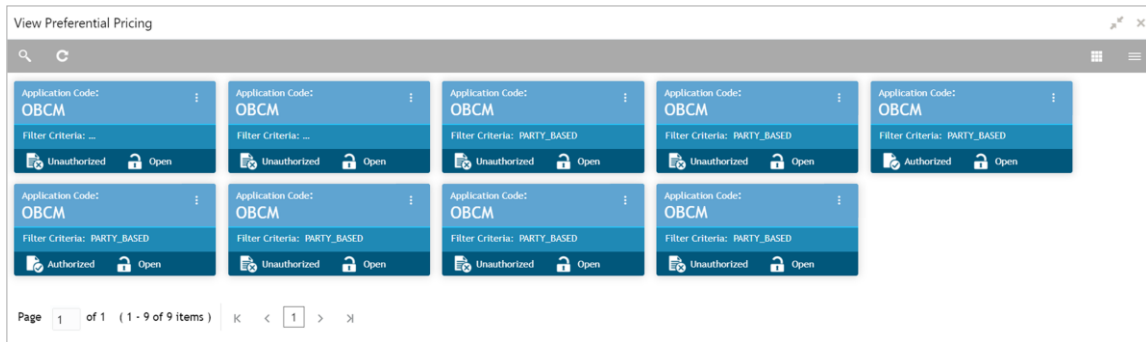 View Preferential Pricing
Application Code:
OBCM
Filter Criteria: ...
Unauthorized Open
Application Code:
OBCM
Filter Criteria: ...
Unauthorized Open
Application Code:
OBCM
Filter Criteria: PARTY_BASED
Unauthorized Open
Application Code:
OBCM
Filter Criteria: PARTY_BASED
Unauthorized Open
Application Code:
OBCM
Filter Criteria: PARTY_BASED
Authorized Open
Application Code:
OBCM
Filter Criteria: PARTY_BASED
Authorized Open
Application Code:
OBCM
Filter Criteria: PARTY_BASED
Unauthorized Open
Application Code:
OBCM
Filter Criteria: PARTY_BASED
Unauthorized Open
Application Code:
OBCM
Filter Criteria: PARTY_BASED
Unauthorized Open
Page 1 of 1 ( 1 - 9 of 9 items ) 1